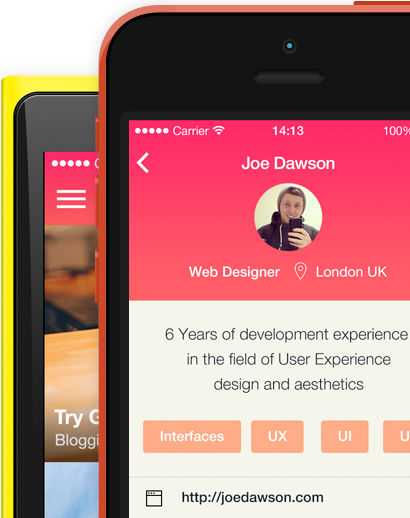 Carrier
14:13
100%
Joe Dawson
Web Designer
London UK
6 Years of development experience
in the field of User Experience
design and aesthetics
Interfaces
UX
UI
U
http://joedawson.com
Try G
Bloggi